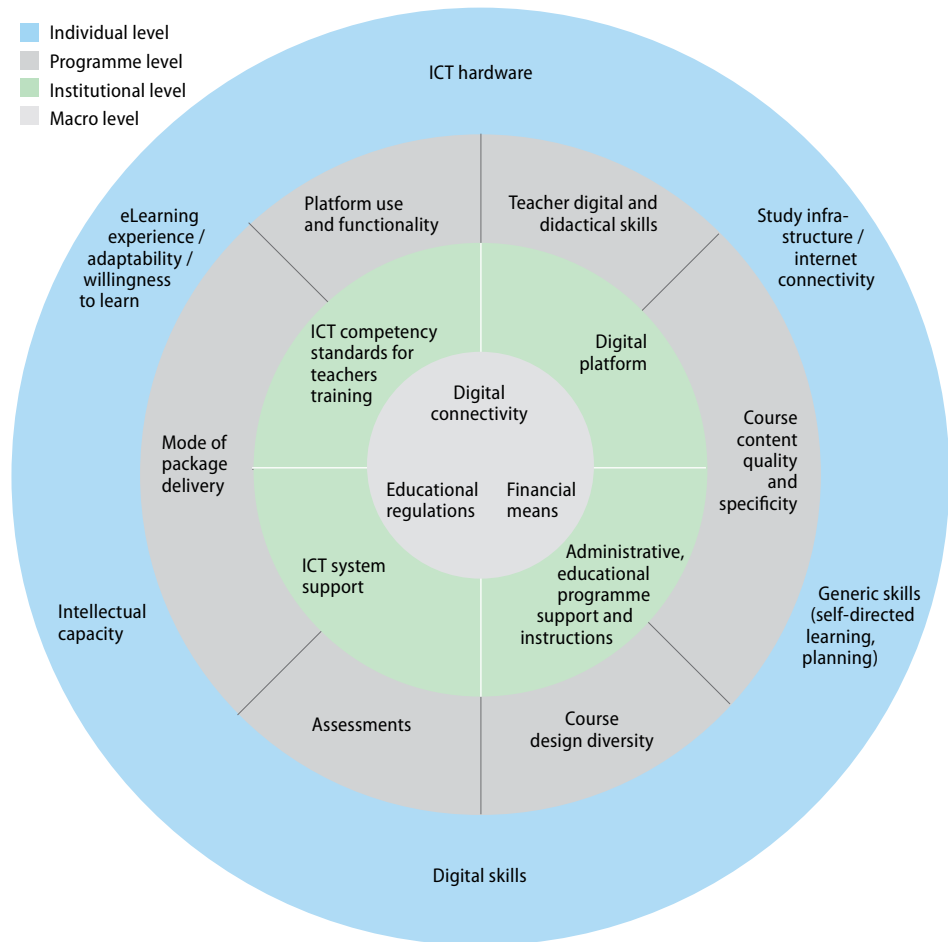 Individual level
Programme level
Institutional level
Macro level
ICT hardware
Platform use
and functionality
Teacher digital and
didactical skills
eLearning
experience /
adaptability /
willingness
to learn
Study infra-
structure /
internet
connectivity
ICT competency
standards for
teachers
training
Digital
platform
Digital
connectivity
Mode of
package
delivery
Course
content
quality
and
specificity
Educational
regulations
Financial
means
ICT system
support
Administrative,
educational
programme
support and
instructions
Intellectual
capacity
Generic skills
(self-directed
learning,
planning)
Assessments
Course
design diversity
Digital skills